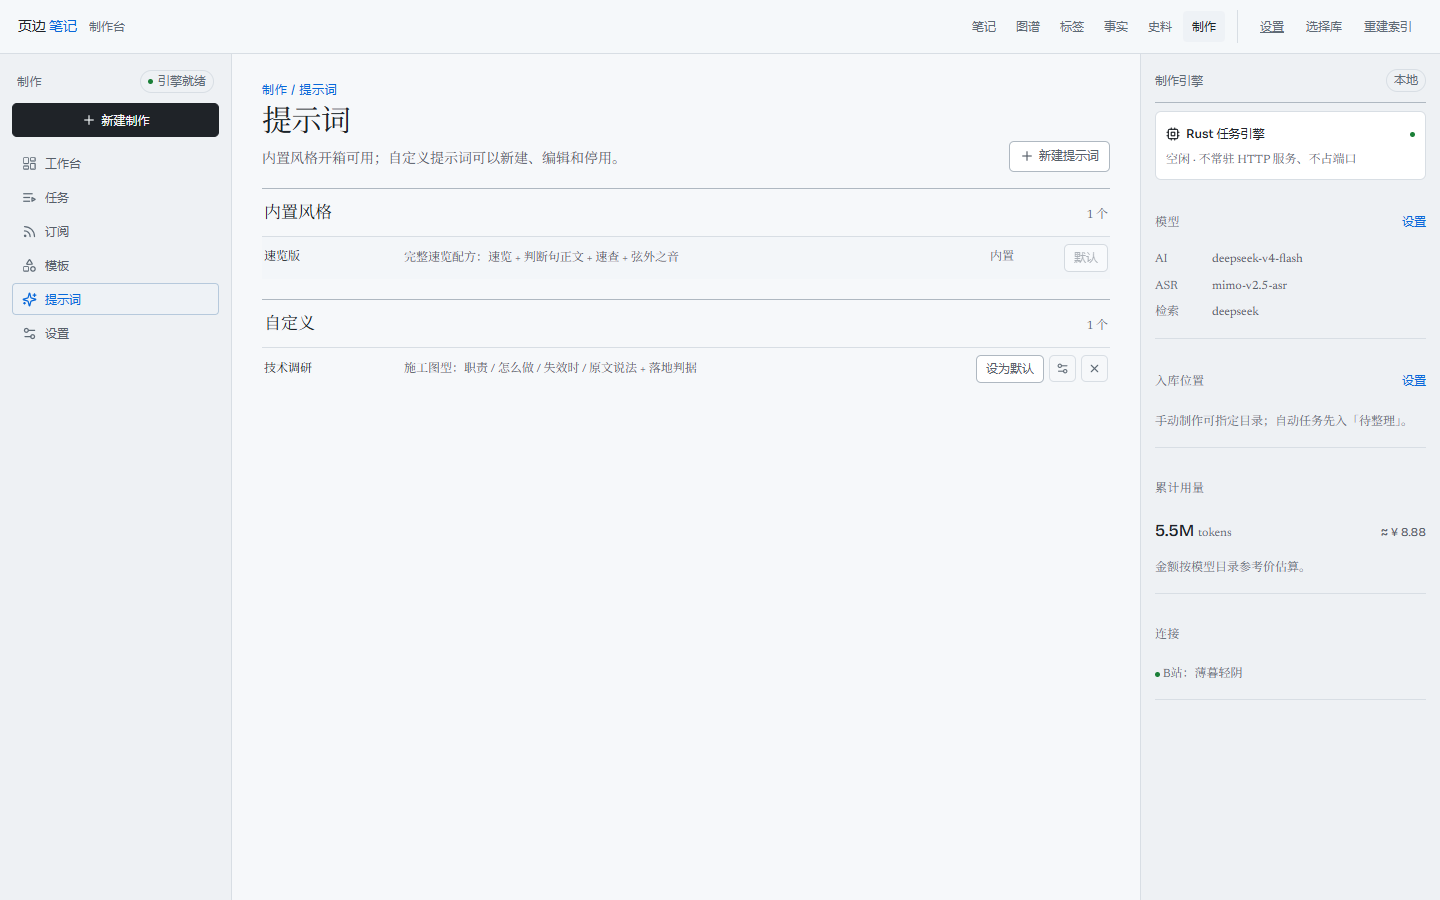 页边 笔记 制作台
笔记 图谱 标签 事实 史料 制作 设置 选择库 重建索引
制作 引擎就绪
新建制作
工作台
任务
订阅
模板
提示词
设置
制作 / 提示词
提示词
内置风格开箱可用；自定义提示词可以新建、编辑和停用。
新建提示词
内置风格 1 个
速览版 完整速览配方：速览 + 判断句正文 + 速查 + 弦外之音 内置 默认
自定义 1 个
技术调研 施工图型：职责 / 怎么做 / 失效时 / 原文说法 + 落地判据 设为默认
制作引擎 本地
Rust 任务引擎
空闲 · 不常驻 HTTP 服务、不占端口
模型 设置
AI deepseek-v4-flash
ASR mimo-v2.5-asr
检索 deepseek
入库位置 设置
手动制作可指定目录；自动任务先入「待整理」。
累计用量
5.5M tokens ≈ ¥ 8.88
金额按模型目录参考价估算。
连接
B站：薄暮轻阴